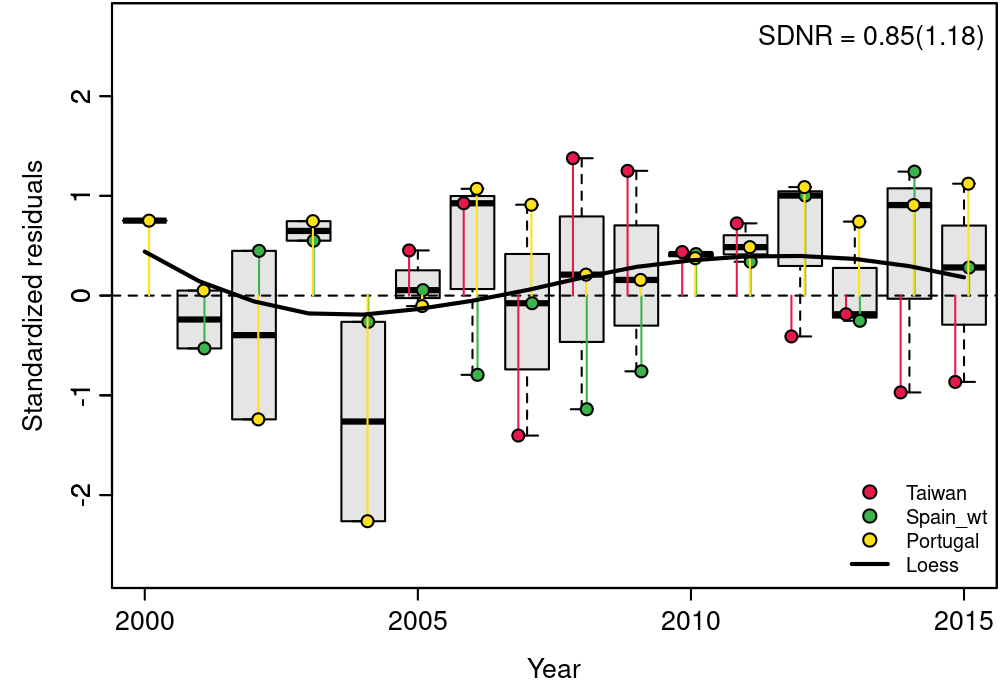 SDNR = 0.85(1.18)
Standardized residuals
2
1
0
-1
-2
Taiwan
Spain_wt
Portugal
Loess
2000 2005 2010 2015
Year